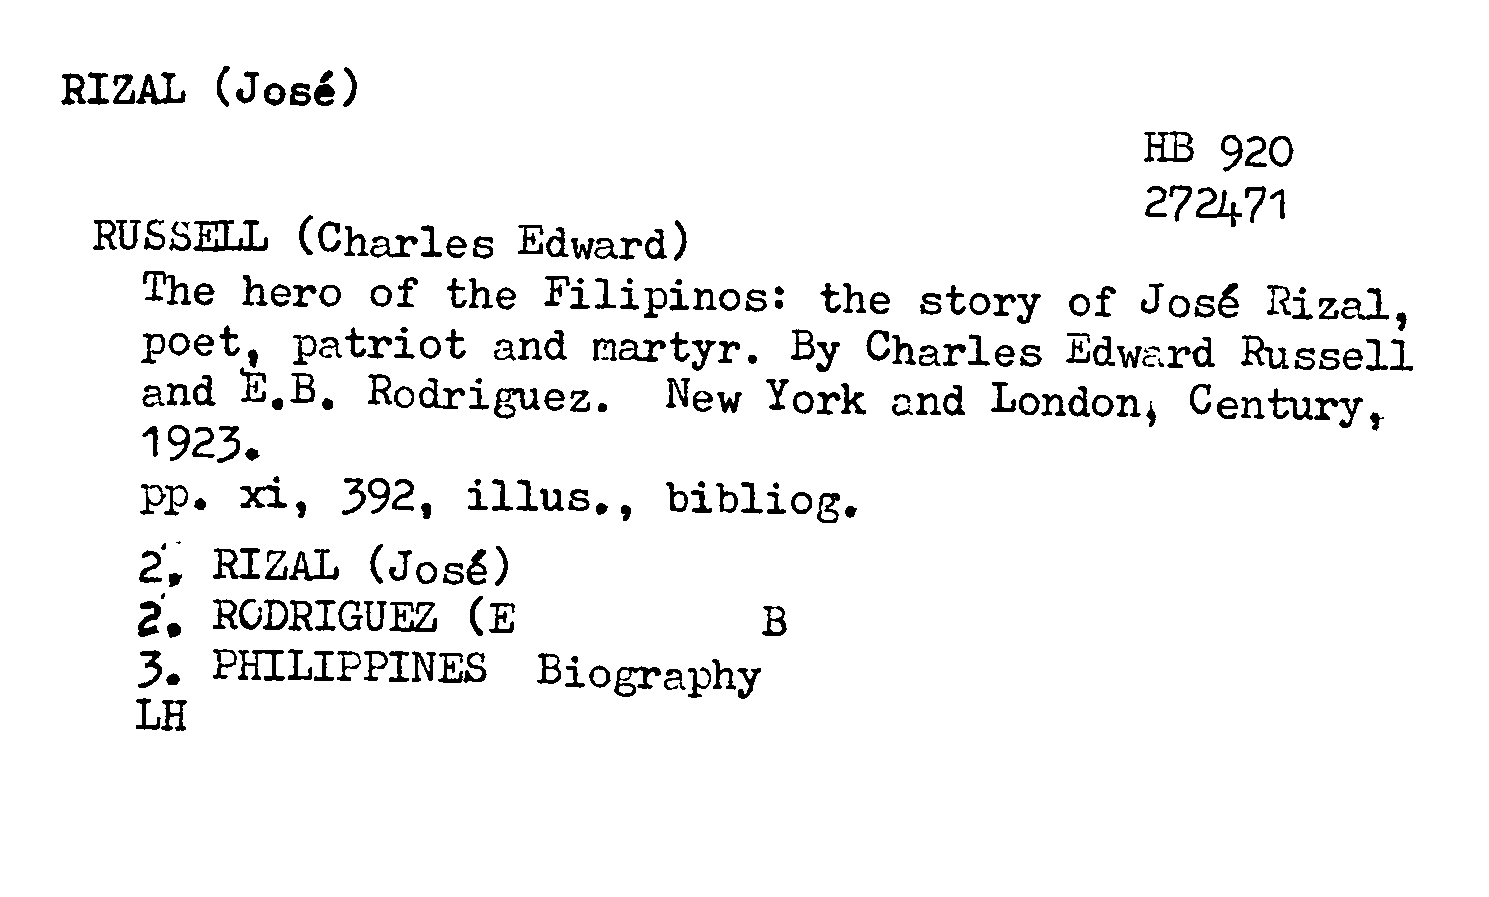 RIZAL (José)
HB 920
272471
RUSSELL (Charles Edward)
The hero of the Filipinos: the story of José Rizal,
poet, patriot and martyr. By Charles Edward Russell
and E.B. Rodriguez. New York and London, Century,
1923.
pp. xi, 392, illus., bibliog.
2. RIZAL (José)
2. RODRIGUEZ (E B
3. PHILIPPINES Biography
LH